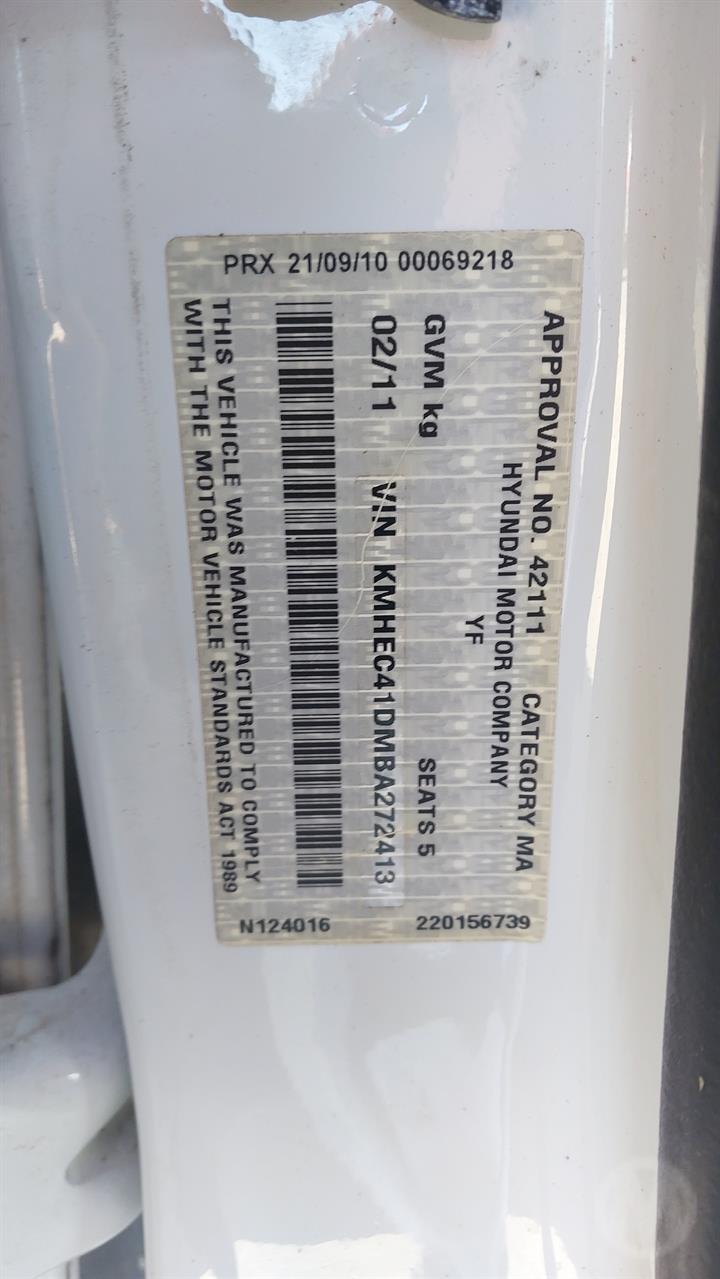 PRX 21/09/10 00069218
APPROVAL NO. 42111 CATEGORY MA
HYUNDAI MOTOR COMPANY
YF
GVM kg SEATS 5
02/11 VIN KMHEC41DMBA272413
THIS VEHICLE WAS MANUFACTURED TO COMPLY
WITH THE MOTOR VEHICLE STANDARDS ACT 1989
N124016
220156739